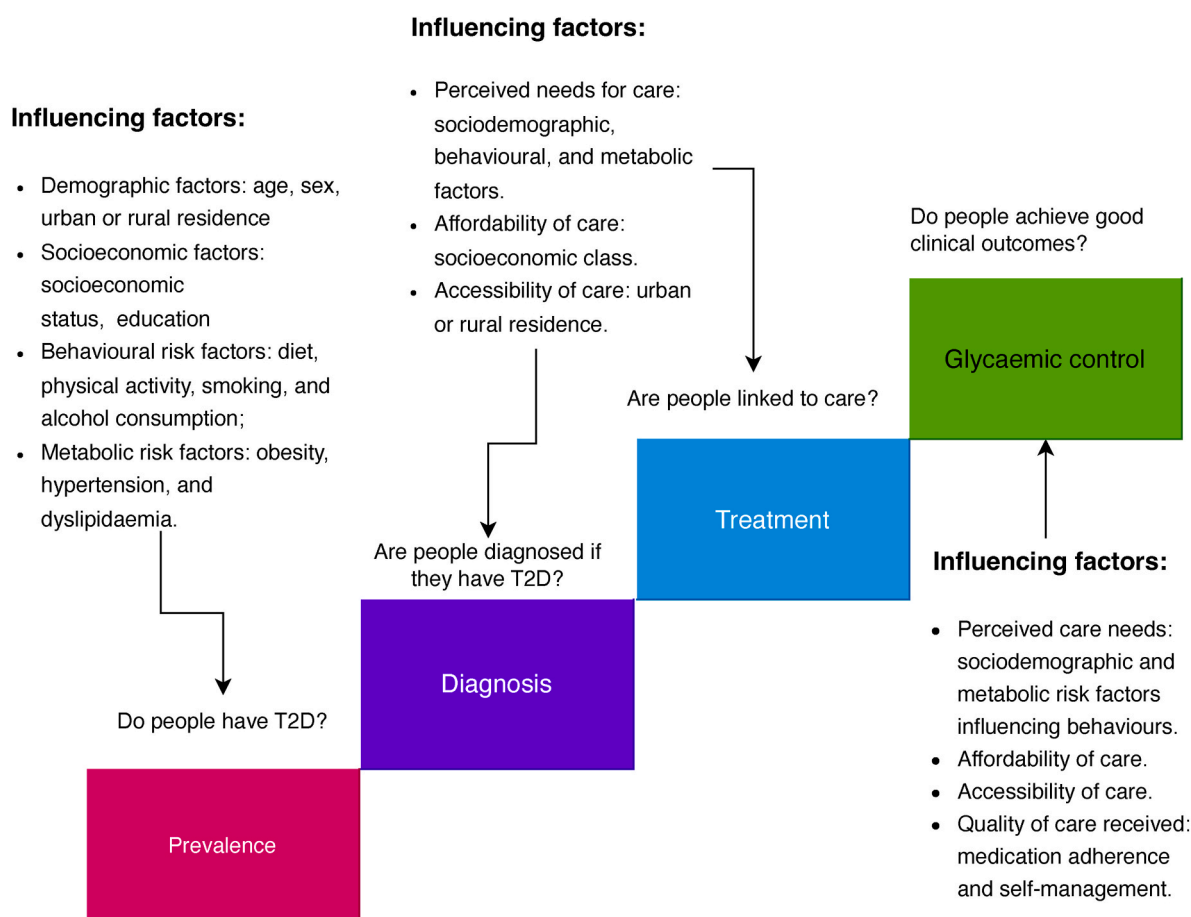 Influencing factors:
• Demographic factors: age, sex,
urban or rural residence
• Socioeconomic factors:
socioeconomic
status, education
• Behavioural risk factors: diet,
physical activity, smoking, and
alcohol consumption;
• Metabolic risk factors: obesity,
hypertension, and
dyslipidaemia.
Do people have T2D?
Prevalence
Influencing factors:
• Perceived needs for care:
sociodemographic,
behavioural, and metabolic
factors.
• Affordability of care:
socioeconomic class.
• Accessibility of care: urban
or rural residence.
Are people diagnosed if
they have T2D?
Diagnosis
Are people linked to care?
Treatment
Do people achieve good
clinical outcomes?
Glycaemic control
Influencing factors:
• Perceived care needs:
sociodemographic and
metabolic risk factors
influencing behaviours.
• Affordability of care.
• Accessibility of care.
• Quality of care received:
medication adherence
and self-management.